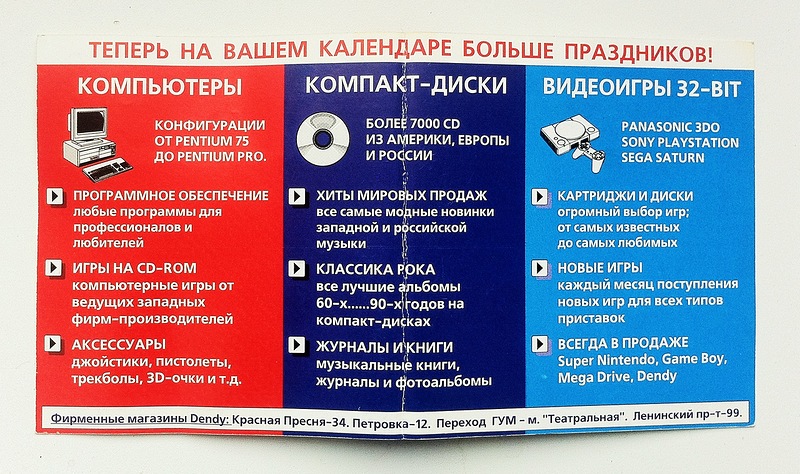 ТЕПЕРЬ НА ВАШЕМ КАЛЕНДАРЕ БОЛЬШЕ ПРАЗДНИКОВ!
КОМПЬЮТЕРЫ
КОНФИГУРАЦИИ
ОТ PENTIUM 75
ДО PENTIUM PRO.
ПРОГРАММНОЕ ОБЕСПЕЧЕНИЕ
любые программы для
профессионалов и
любителей
ИГРЫ НА CD-ROM
компьютерные игры от
ведущих западных
фирм-производителей
АКСЕССУАРЫ
джойстики, пистолеты,
трекболы, 3D-очки и т.д.
КОМПАКТ-ДИСКИ
БОЛЕЕ 7000 CD
ИЗ АМЕРИКИ, ЕВРОПЫ
И РОССИИ
ХИТЫ МИРОВЫХ ПРОДАЖ
все самые модные новинки
западной и российской
музыки
КЛАССИКА РОКА
все лучшие альбомы
60-х......90-х годов на
компакт-дисках
ЖУРНАЛЫ И КНИГИ
музыкальные книги,
журналы и фотоальбомы
ВИДЕОИГРЫ 32-BIT
PANASONIC 3DO
SONY PLAYSTATION
SEGA SATURN
КАРТРИДЖИ И ДИСКИ
огромный выбор игр;
от самых известных
до самых любимых
НОВЫЕ ИГРЫ
каждый месяц поступления
новых игр для всех типов
приставок
ВСЕГДА В ПРОДАЖЕ
Super Nintendo, Game Boy,
Mega Drive, Dendy
Фирменные магазины Dendy: Красная Пресня-34. Петровка-12. Переход ГУМ - м. "Театральная". Ленинский пр-т-99.